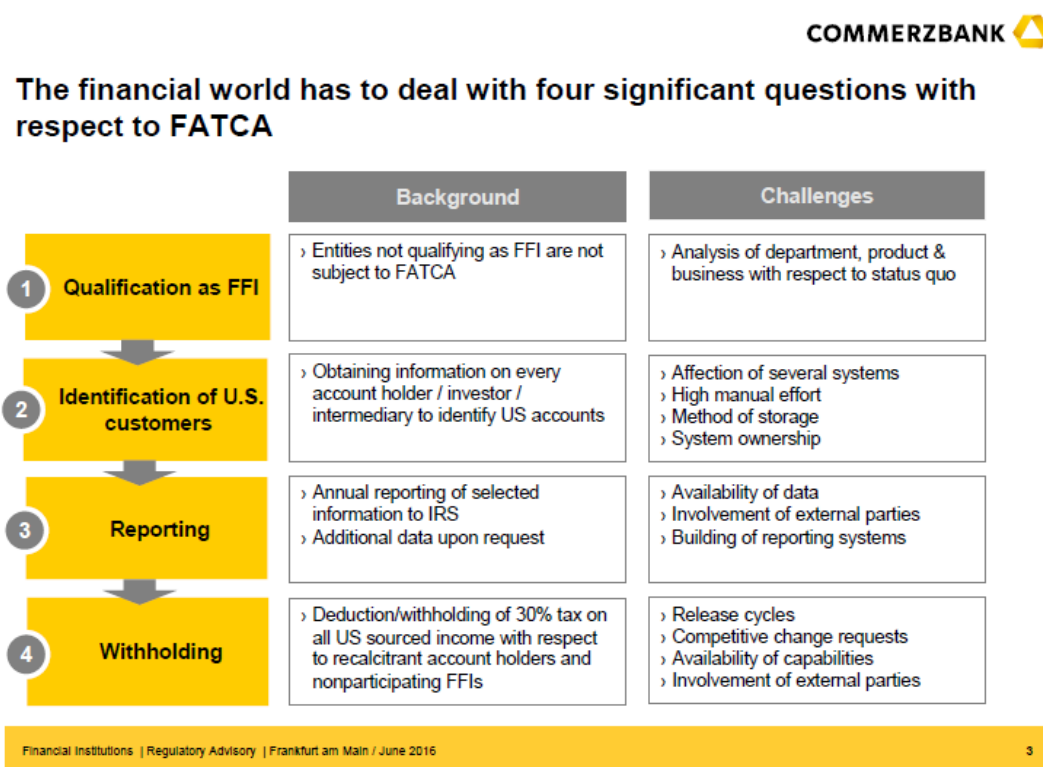 COMMERZBANK
The financial world has to deal with four significant questions with
respect to FATCA
Background
Challenges
1
Qualification as FFI
› Entities not qualifying as FFI are not
subject to FATCA
› Analysis of department, product &
business with respect to status quo
2
Identification of U.S.
customers
› Obtaining information on every
account holder / investor /
intermediary to identify US accounts
› Affection of several systems
› High manual effort
› Method of storage
› System ownership
3
Reporting
› Annual reporting of selected
information to IRS
› Additional data upon request
› Availability of data
› Involvement of external parties
› Building of reporting systems
4
Withholding
› Deduction/withholding of 30% tax on
all US sourced income with respect
to recalcitrant account holders and
nonparticipating FFIs
› Release cycles
› Competitive change requests
› Availability of capabilities
› Involvement of external parties
Financial Institutions | Regulatory Advisory | Frankfurt am Main / June 2016
3